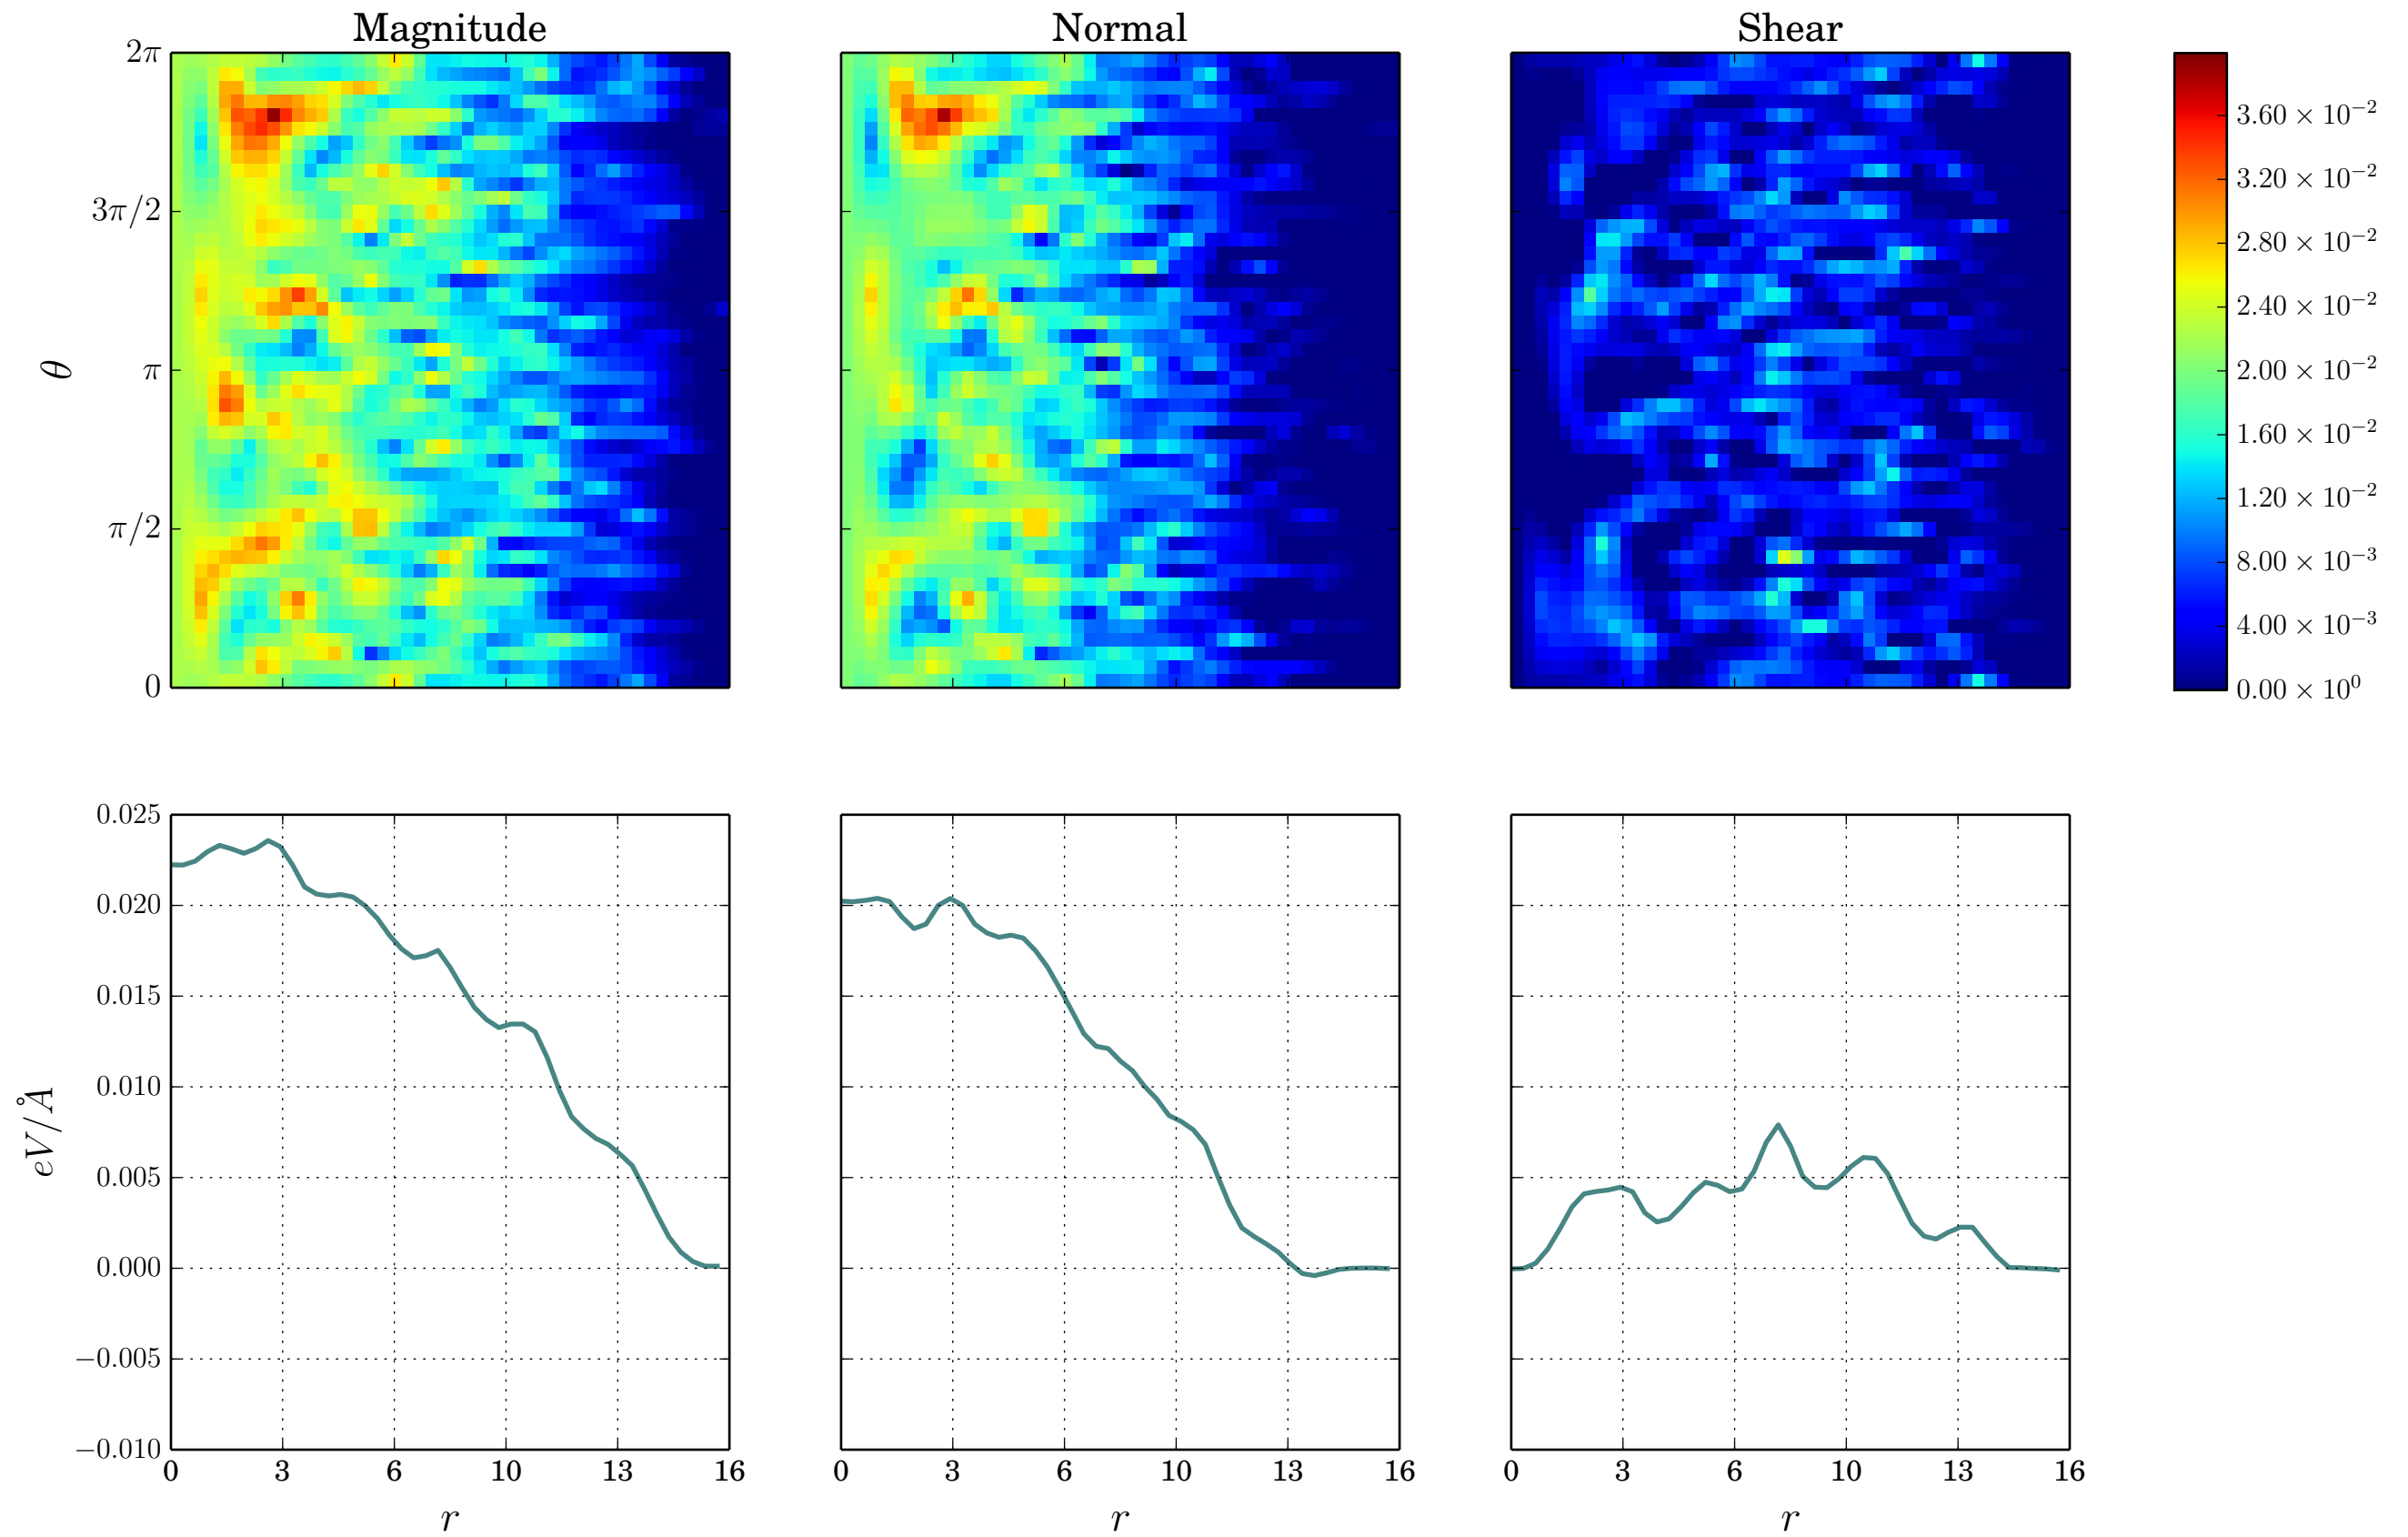 Magnitude Normal Shear
2π
3π/2
π
π/2
0
θ
3.60 × 10⁻²
3.20 × 10⁻²
2.80 × 10⁻²
2.40 × 10⁻²
2.00 × 10⁻²
1.60 × 10⁻²
1.20 × 10⁻²
8.00 × 10⁻³
4.00 × 10⁻³
0.00 × 10⁰
0.025
0.020
0.015
0.010
0.005
0.000
−0.005
−0.010
eV/Å
0 3 6 10 13 16 0 3 6 10 13 16 0 3 6 10 13 16
r r r